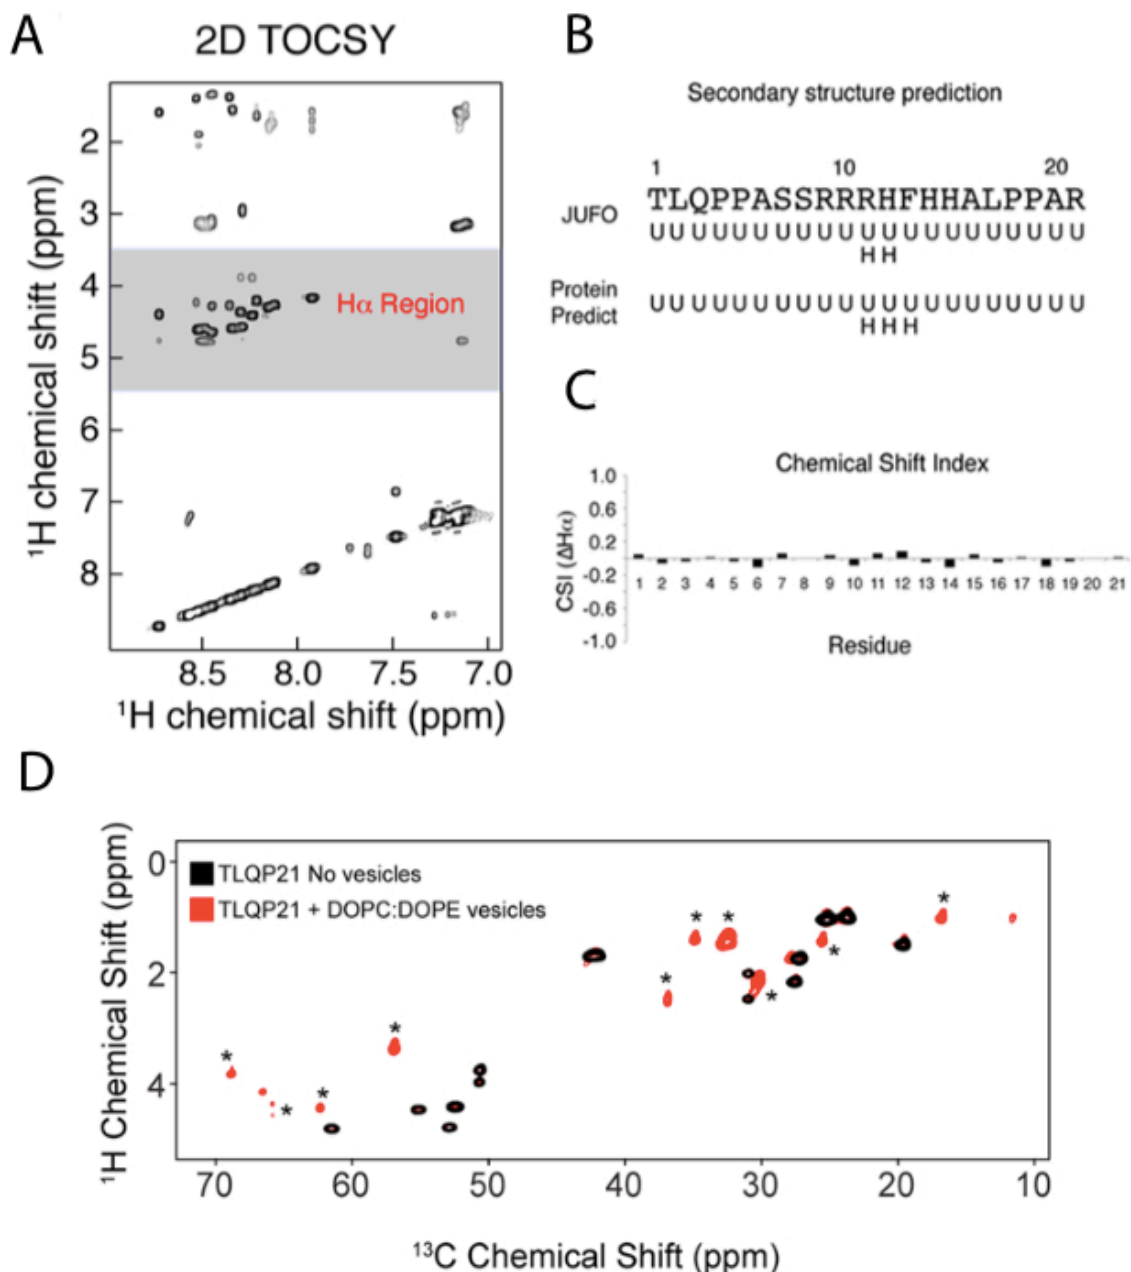 A
2D TOCSY
¹H chemical shift (ppm)
2
3
4
5
6
7
8
Hα Region
8.5 8.0 7.5 7.0
¹H chemical shift (ppm)
B
Secondary structure prediction
1 10 20
JUFO
TLQPPASSRRRHFHHALPPAR
UUUUUUUUUUUUUUUUUUUUU
HH
Protein
Predict
UUUUUUUUUUUUUUUUUUUUU
HHH
C
Chemical Shift Index
CSI (ΔHα)
1.0
0.6
0.2
-0.2
-0.6
-1.0
1 2 3 4 5 6 7 8 9 10 11 12 13 14 15 16 17 18 19 20 21
Residue
D
¹H Chemical Shift (ppm)
0
2
4
TLQP21 No vesicles
TLQP21 + DOPC:DOPE vesicles
* * *
*
*
*
*
*
*
*
70 60 50 40 30 20 10
¹³C Chemical Shift (ppm)